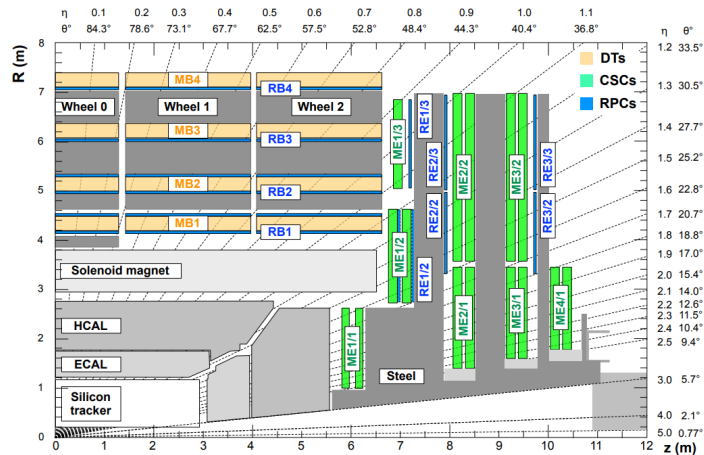 η 0.1 0.2 0.3 0.4 0.5 0.6 0.7 0.8 0.9 1.0 1.1 η θ°
θ° 84.3° 78.6° 73.1° 67.7° 62.5° 57.5° 52.8° 48.4° 44.3° 40.4° 36.8°
R (m)
8
7
6
5
4
3
2
1
0
1.2 33.5°
1.3 30.5°
1.4 27.7°
1.5 25.2°
1.6 22.8°
1.7 20.7°
1.8 18.8°
1.9 17.0°
2.0 15.4°
2.1 14.0°
2.2 12.6°
2.3 11.5°
2.4 10.4°
2.5 9.4°
3.0 5.7°
4.0 2.1°
5.0 0.77°
DTs
CSCs
RPCs
MB4
RB4
Wheel 0
Wheel 1
Wheel 2
MB3
RB3
MB2
RB2
MB1
RB1
Solenoid magnet
HCAL
ECAL
Silicon
tracker
Steel
ME1/3
RE1/3
ME1/2
RE1/2
ME1/1
RE2/3
RE2/2
ME2/2
ME2/1
ME3/2
ME3/1
RE3/3
RE3/2
ME4/1
0 1 2 3 4 5 6 7 8 9 10 11 12
z (m)